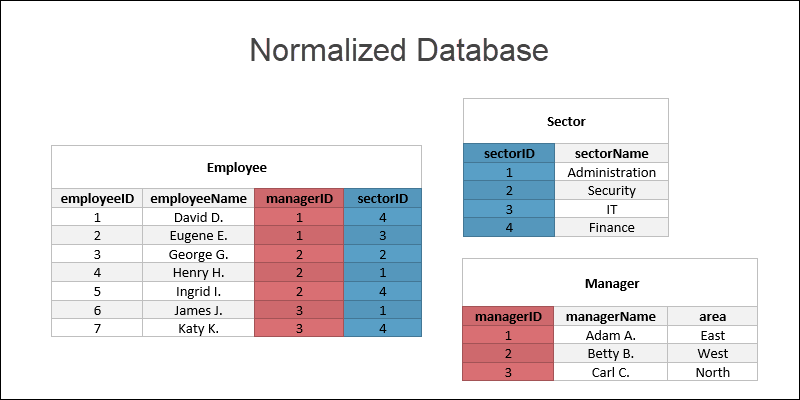 Normalized Database
Employee
employeeID employeeName managerID sectorID
1 David D. 1 4
2 Eugene E. 1 3
3 George G. 2 2
4 Henry H. 2 1
5 Ingrid I. 2 4
6 James J. 3 1
7 Katy K. 3 4
Sector
sectorID sectorName
1 Administration
2 Security
3 IT
4 Finance
Manager
managerID managerName area
1 Adam A. East
2 Betty B. West
3 Carl C. North